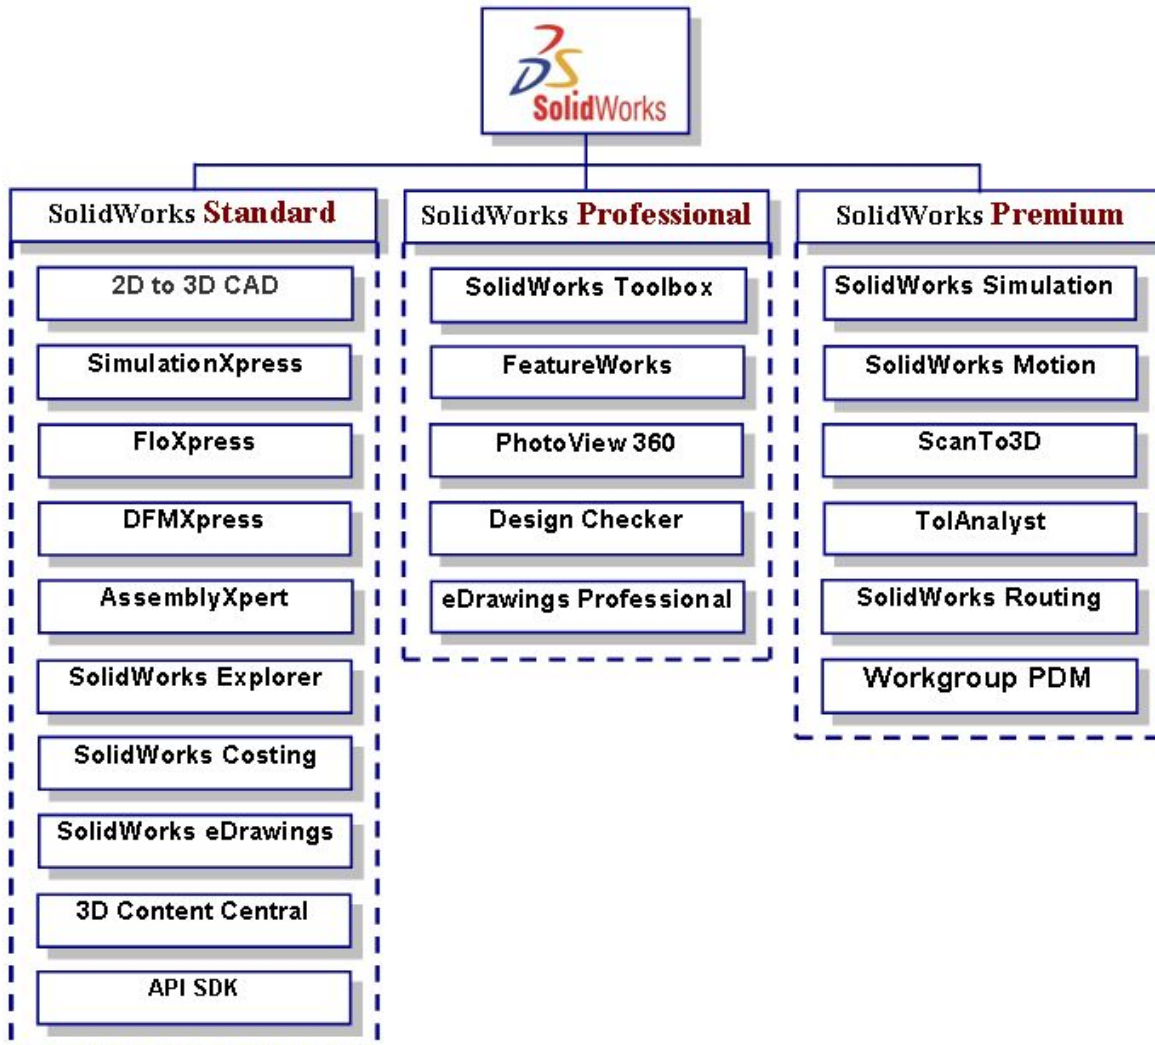 SolidWorks
SolidWorks Standard
2D to 3D CAD
SimulationXpress
FloXpress
DFMXpress
AssemblyXpert
SolidWorks Explorer
SolidWorks Costing
SolidWorks eDrawings
3D Content Central
API SDK
SolidWorks Professional
SolidWorks Toolbox
FeatureWorks
PhotoView 360
Design Checker
eDrawings Professional
SolidWorks Premium
SolidWorks Simulation
SolidWorks Motion
ScanTo3D
TolAnalyst
SolidWorks Routing
Workgroup PDM